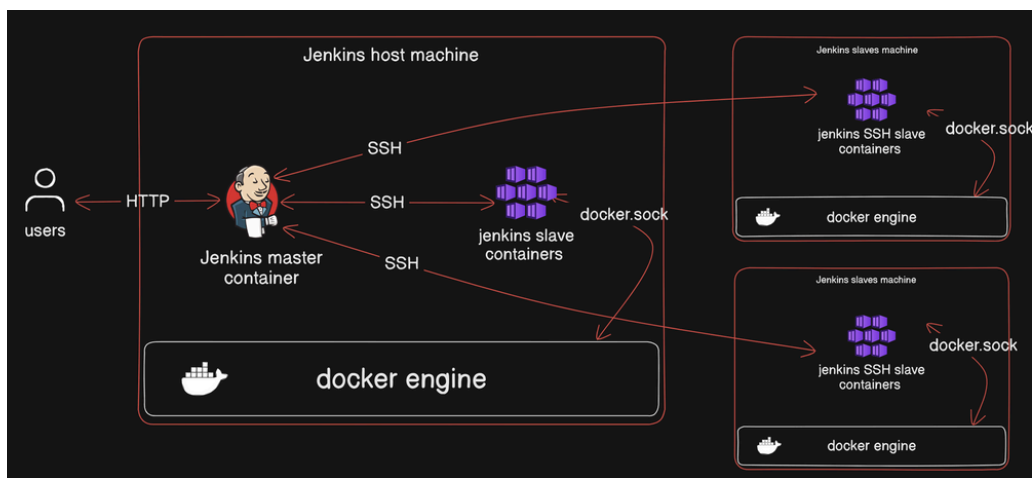 Jenkins host machine
users
HTTP
Jenkins master
container
SSH
SSH
SSH
jenkins slave
containers
docker.sock
docker engine
Jenkins slaves machine
jenkins SSH slave
containers
docker.sock
docker engine
Jenkins slaves machine
jenkins SSH slave
containers
docker.sock
docker engine